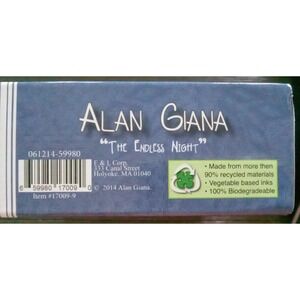 ALAN GIANA
"THE ENDLESS NIGHT"
061214-59980
6 59980 17009 0
Item #17009-9
E & L Corp.
Canal Street
Holyoke, MA 01040
© 2014 Alan Giana.
• Made from more then
90% recycled materials
• Vegetable based inks
• 100% Biodegradeable